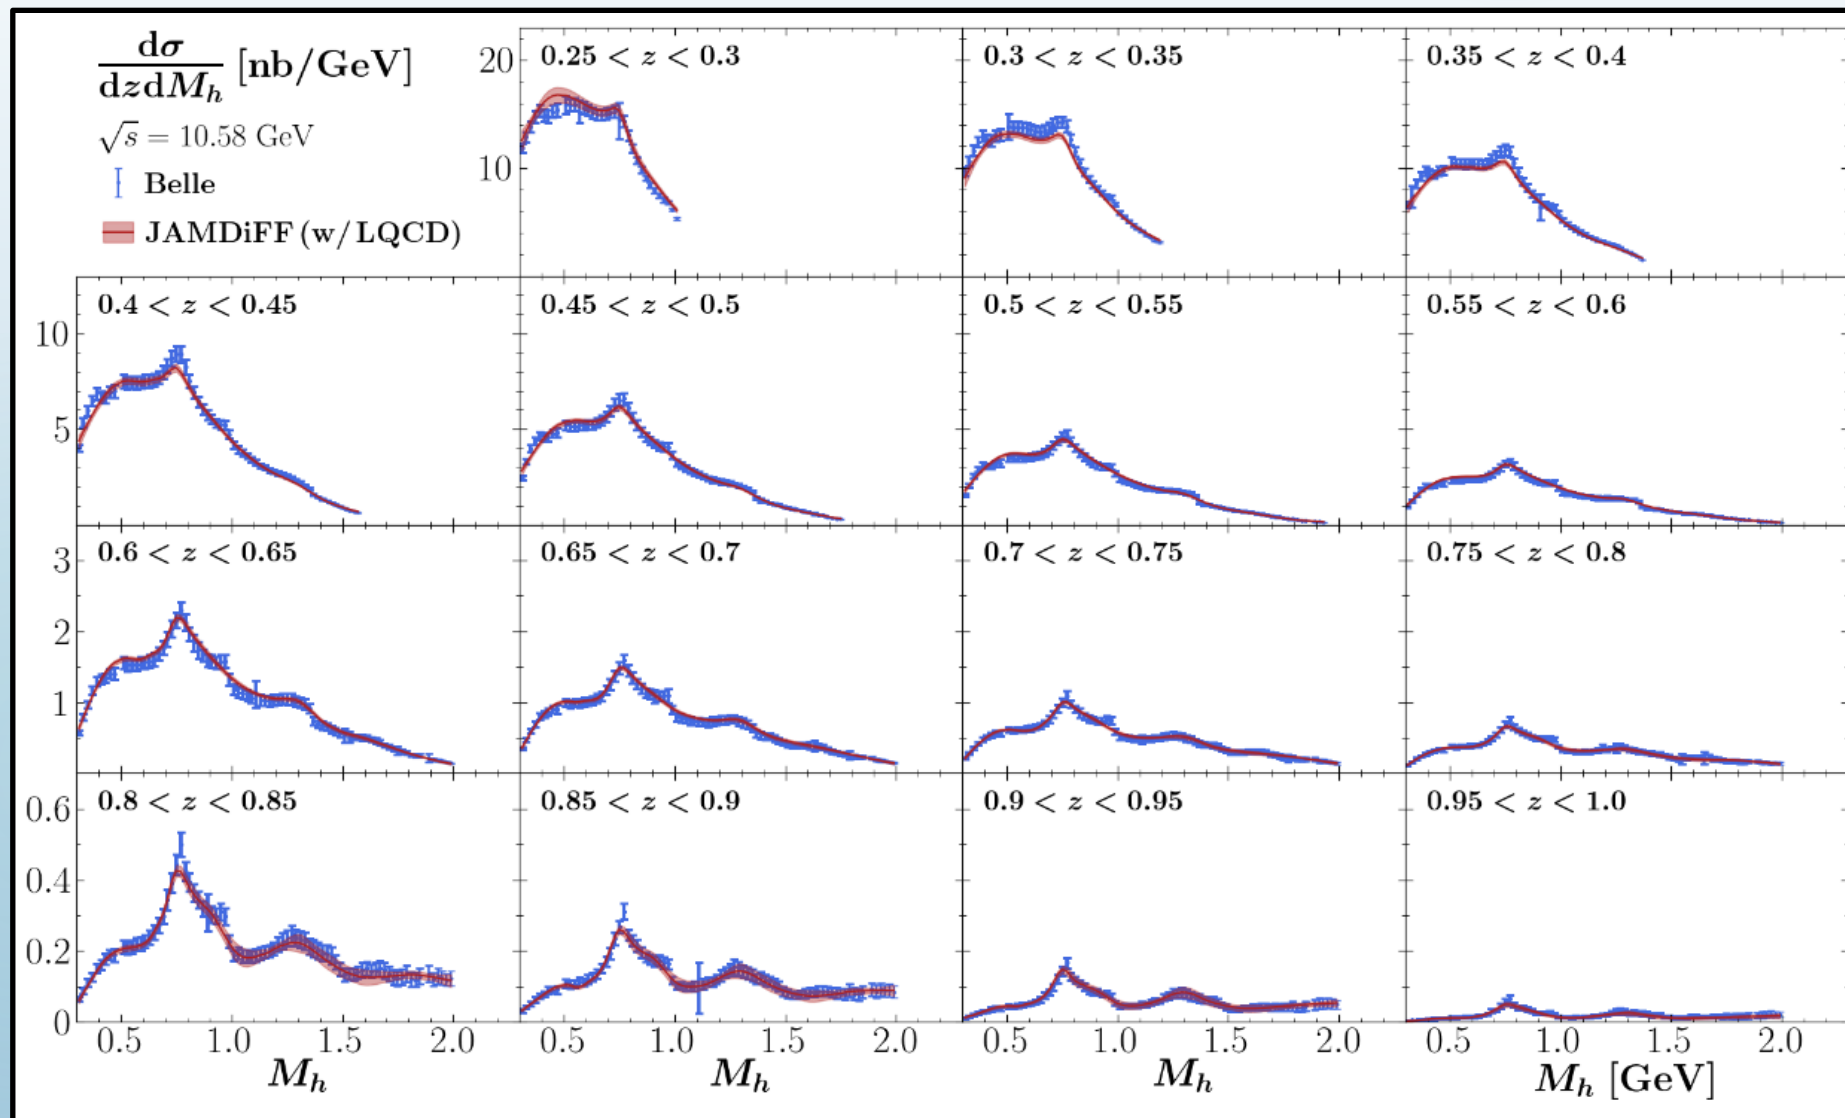 dσ
dzdM_h [nb/GeV]
√s = 10.58 GeV
Belle
JAMDiFF (w/ LQCD)
20
10
0.25 < z < 0.3
0.3 < z < 0.35
0.35 < z < 0.4
10
5
0.4 < z < 0.45
0.45 < z < 0.5
0.5 < z < 0.55
0.55 < z < 0.6
3
2
1
0.6 < z < 0.65
0.65 < z < 0.7
0.7 < z < 0.75
0.75 < z < 0.8
0.6
0.4
0.2
0
0.8 < z < 0.85
0.85 < z < 0.9
0.9 < z < 0.95
0.95 < z < 1.0
0.5 1.0 1.5 2.0
0.5 1.0 1.5 2.0
0.5 1.0 1.5 2.0
0.5 1.0 1.5 2.0
M_h
M_h
M_h
M_h [GeV]